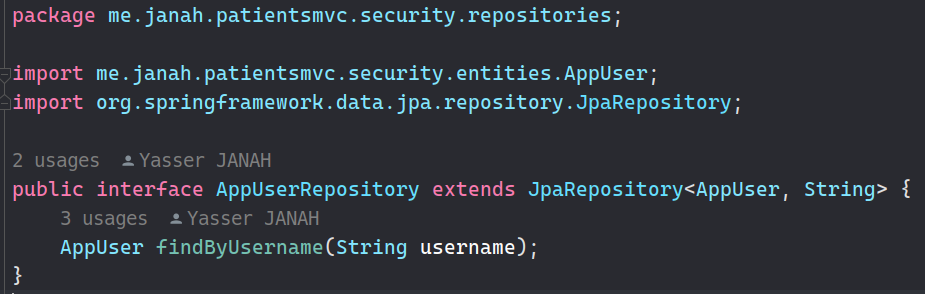 package me.janah.patientsmvc.security.repositories;
import me.janah.patientsmvc.security.entities.AppUser;
import org.springframework.data.jpa.repository.JpaRepository;
2 usages Yasser JANAH
public interface AppUserRepository extends JpaRepository<AppUser, String> {
3 usages Yasser JANAH
AppUser findByUsername(String username);
}